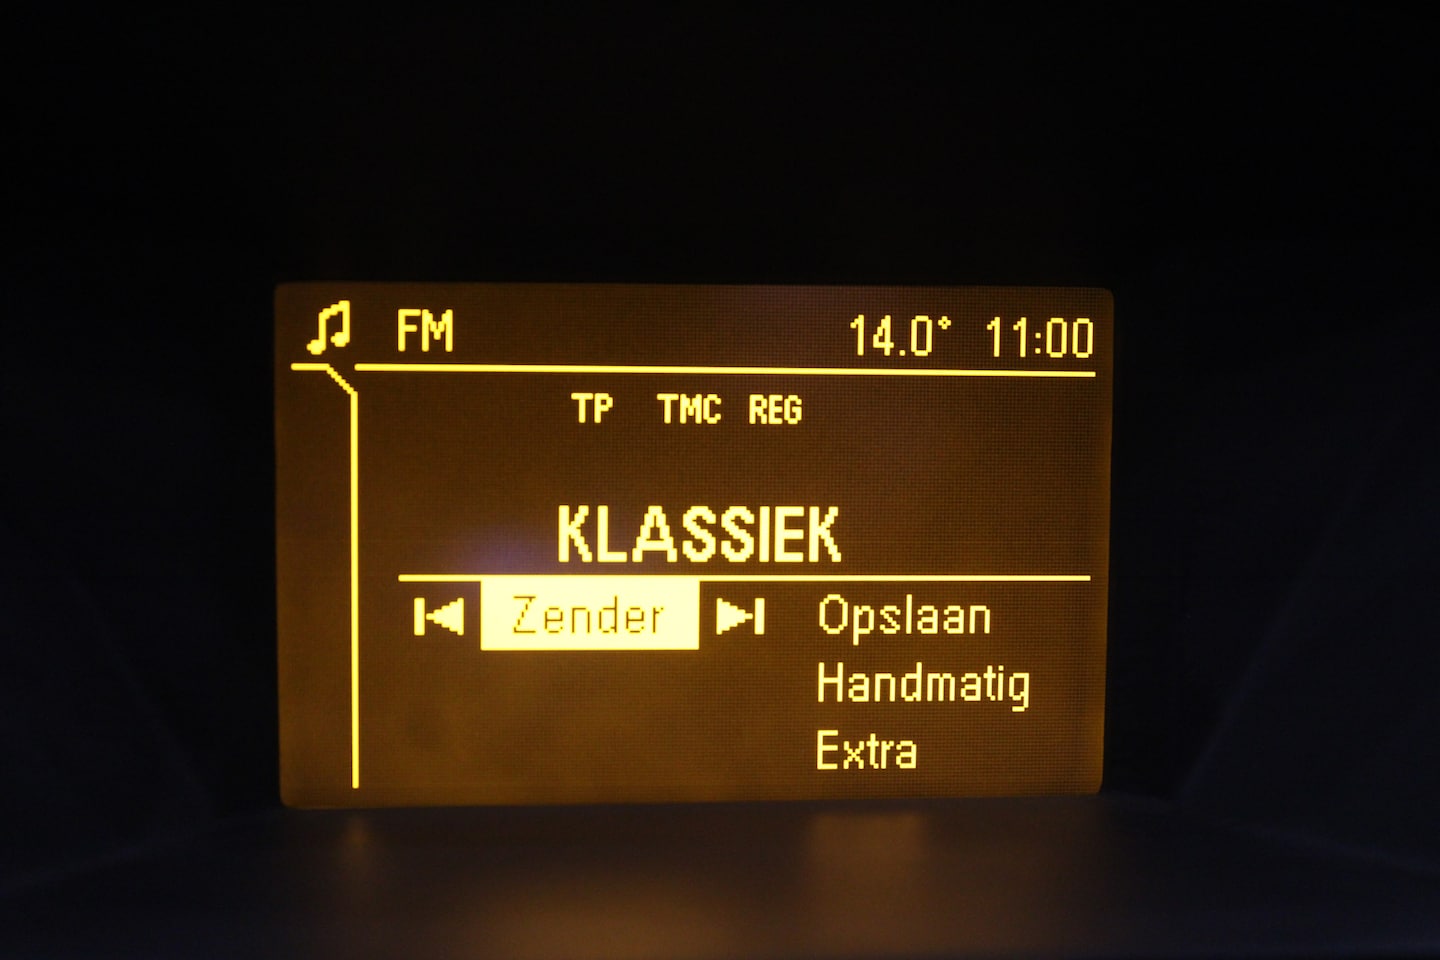 FM 14.0° 11:00
TP TMC REG
KLASSIEK
Zender Opslaan
Handmatig
Extra